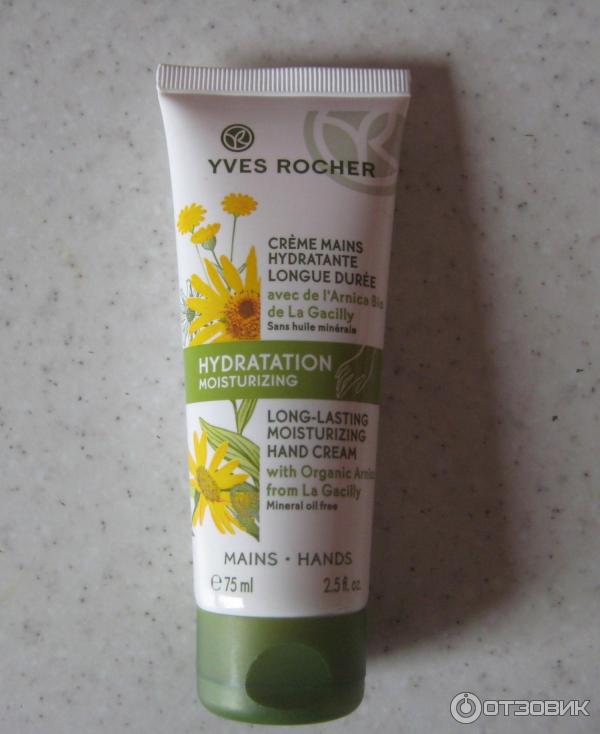 YVES ROCHER
CRÈME MAINS
HYDRATANTE
LONGUE DURÉE
avec de l'Arnica Bio
de La Gacilly
Sans huile minérale
HYDRATATION
MOISTURIZING
LONG-LASTING
MOISTURIZING
HAND CREAM
with Organic Arnica
from La Gacilly
Mineral oil free
MAINS • HANDS
℮ 75 ml 2.5 fl. oz.
ОТЗОВИК